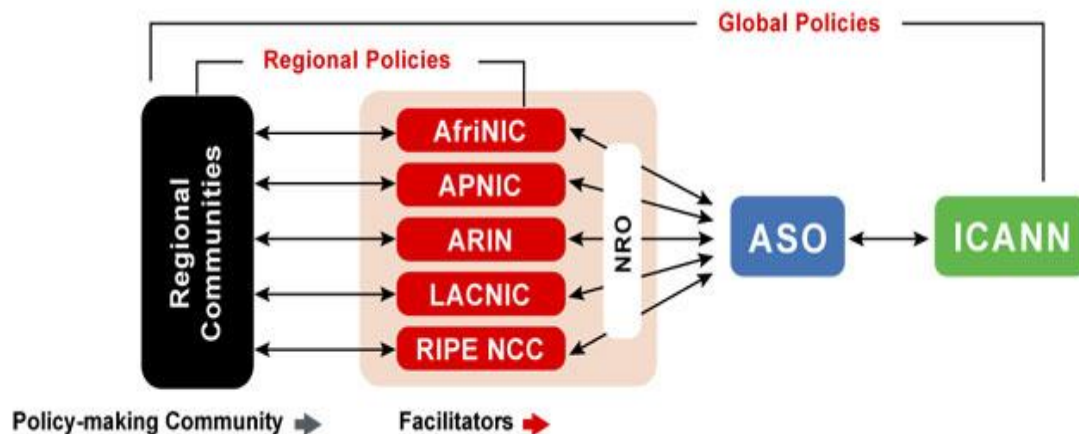 Global Policies
Regional Policies
Regional
Communities
AfriNIC
APNIC
ARIN
LACNIC
RIPE NCC
NRO
ASO
ICANN
Policy-making Community
Facilitators